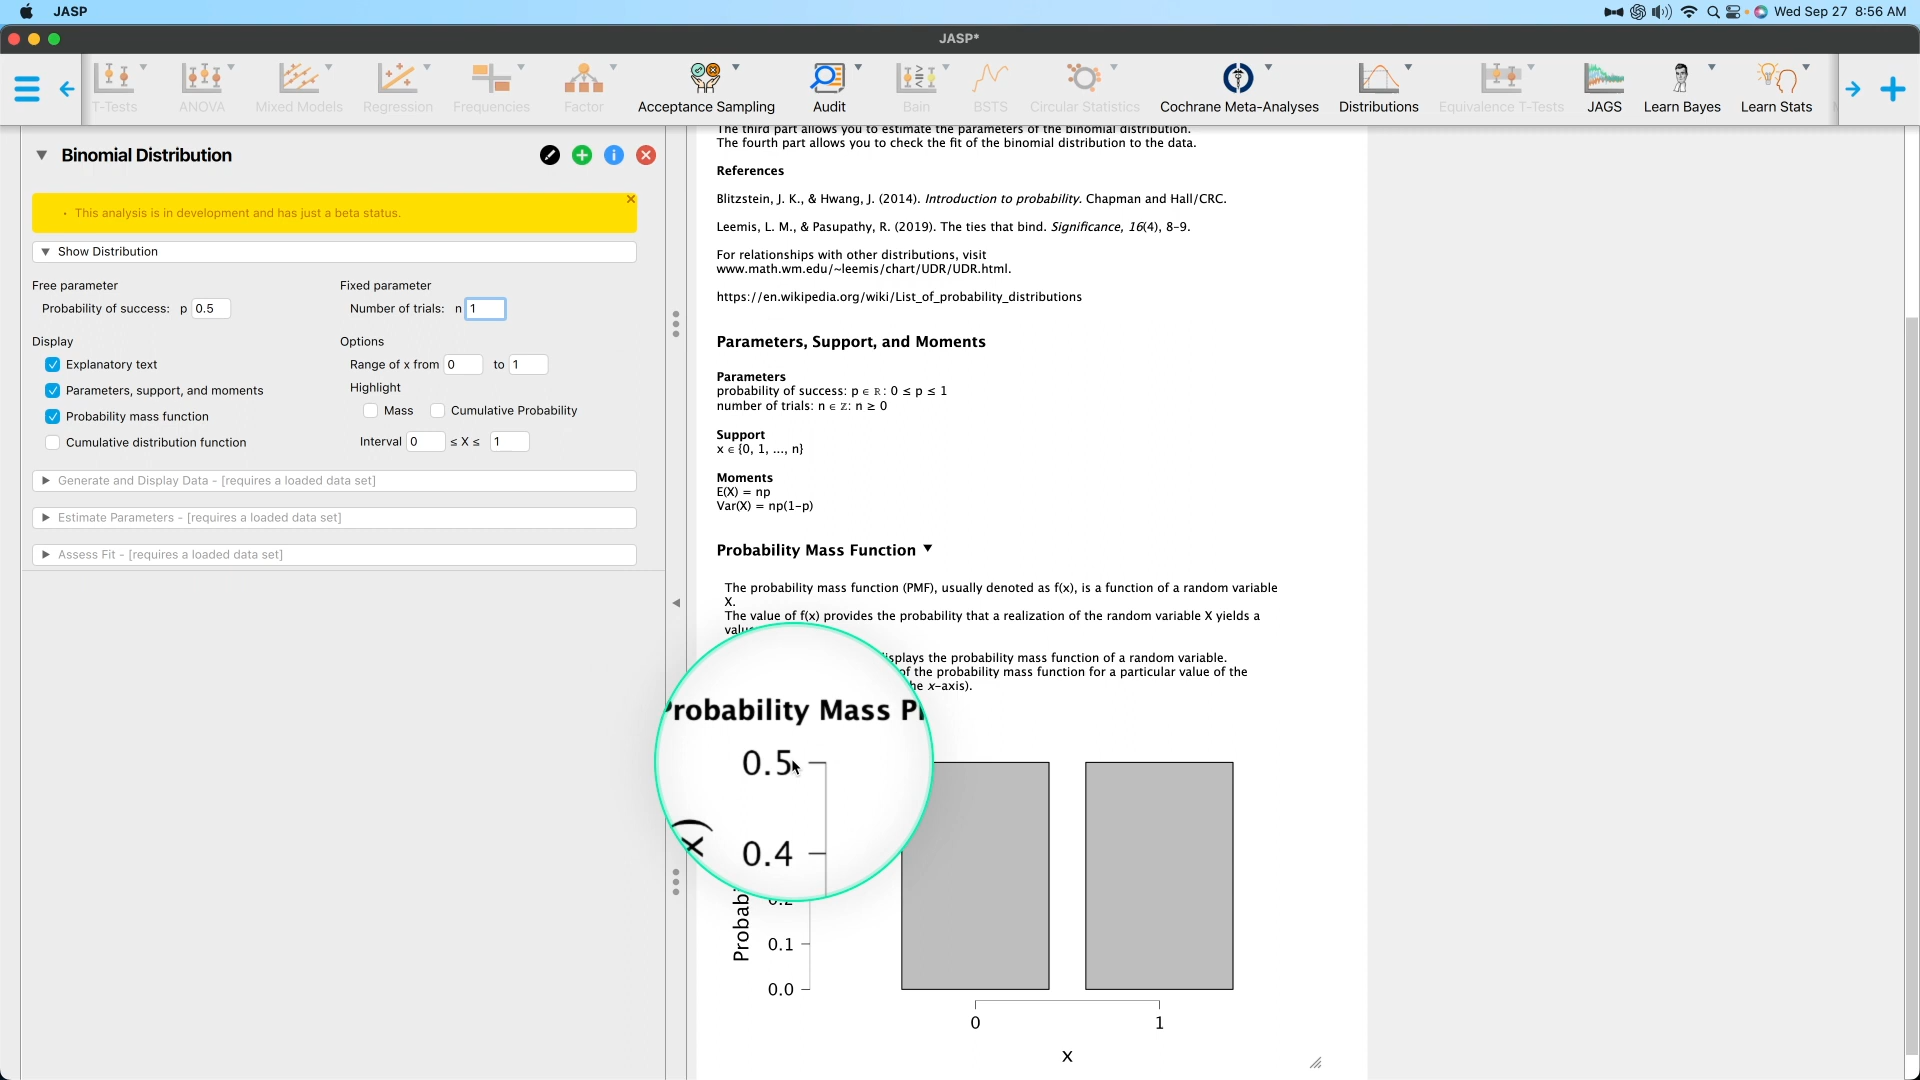 JASP
Wed Sep 27 8:56 AM
JASP*
T-Tests
ANOVA
Mixed Models
Regression
Frequencies
Factor
Acceptance Sampling
Audit
Bain
BSTS
Circular Statistics
Cochrane Meta-Analyses
Distributions
Equivalence T-Tests
JAGS
Learn Bayes
Learn Stats
Binomial Distribution
· This analysis is in development and has just a beta status.
Show Distribution
Free parameter
Probability of success: p 0.5
Fixed parameter
Number of trials: n 1
Display
Explanatory text
Parameters, support, and moments
Probability mass function
Cumulative distribution function
Options
Range of x from 0 to 1
Highlight
Mass Cumulative Probability
Interval 0 ≤ X ≤ 1
Generate and Display Data - [requires a loaded data set]
Estimate Parameters - [requires a loaded data set]
Assess Fit - [requires a loaded data set]
The third part allows you to estimate the parameters of the binomial distribution.
The fourth part allows you to check the fit of the binomial distribution to the data.
References
Blitzstein, J. K., & Hwang, J. (2014). Introduction to probability. Chapman and Hall/CRC.
Leemis, L. M., & Pasupathy, R. (2019). The ties that bind. Significance, 16(4), 8-9.
For relationships with other distributions, visit
www.math.wm.edu/~leemis/chart/UDR/UDR.html.
https://en.wikipedia.org/wiki/List_of_probability_distributions
Parameters, Support, and Moments
Parameters
probability of success: p ∈ ℝ: 0 ≤ p ≤ 1
number of trials: n ∈ ℤ: n ≥ 0
Support
x ∈ {0, 1, ..., n}
Moments
E(X) = np
Var(X) = np(1-p)
Probability Mass Function
The probability mass function (PMF), usually denoted as f(x), is a function of a random variable
X.
The value of f(x) provides the probability that a realization of the random variable X yields a
displays the probability mass function of a random variable.
of the probability mass function for a particular value of the
the x-axis).
Probability Mass
0.5
0.4
0.1
0.0
0 1
X